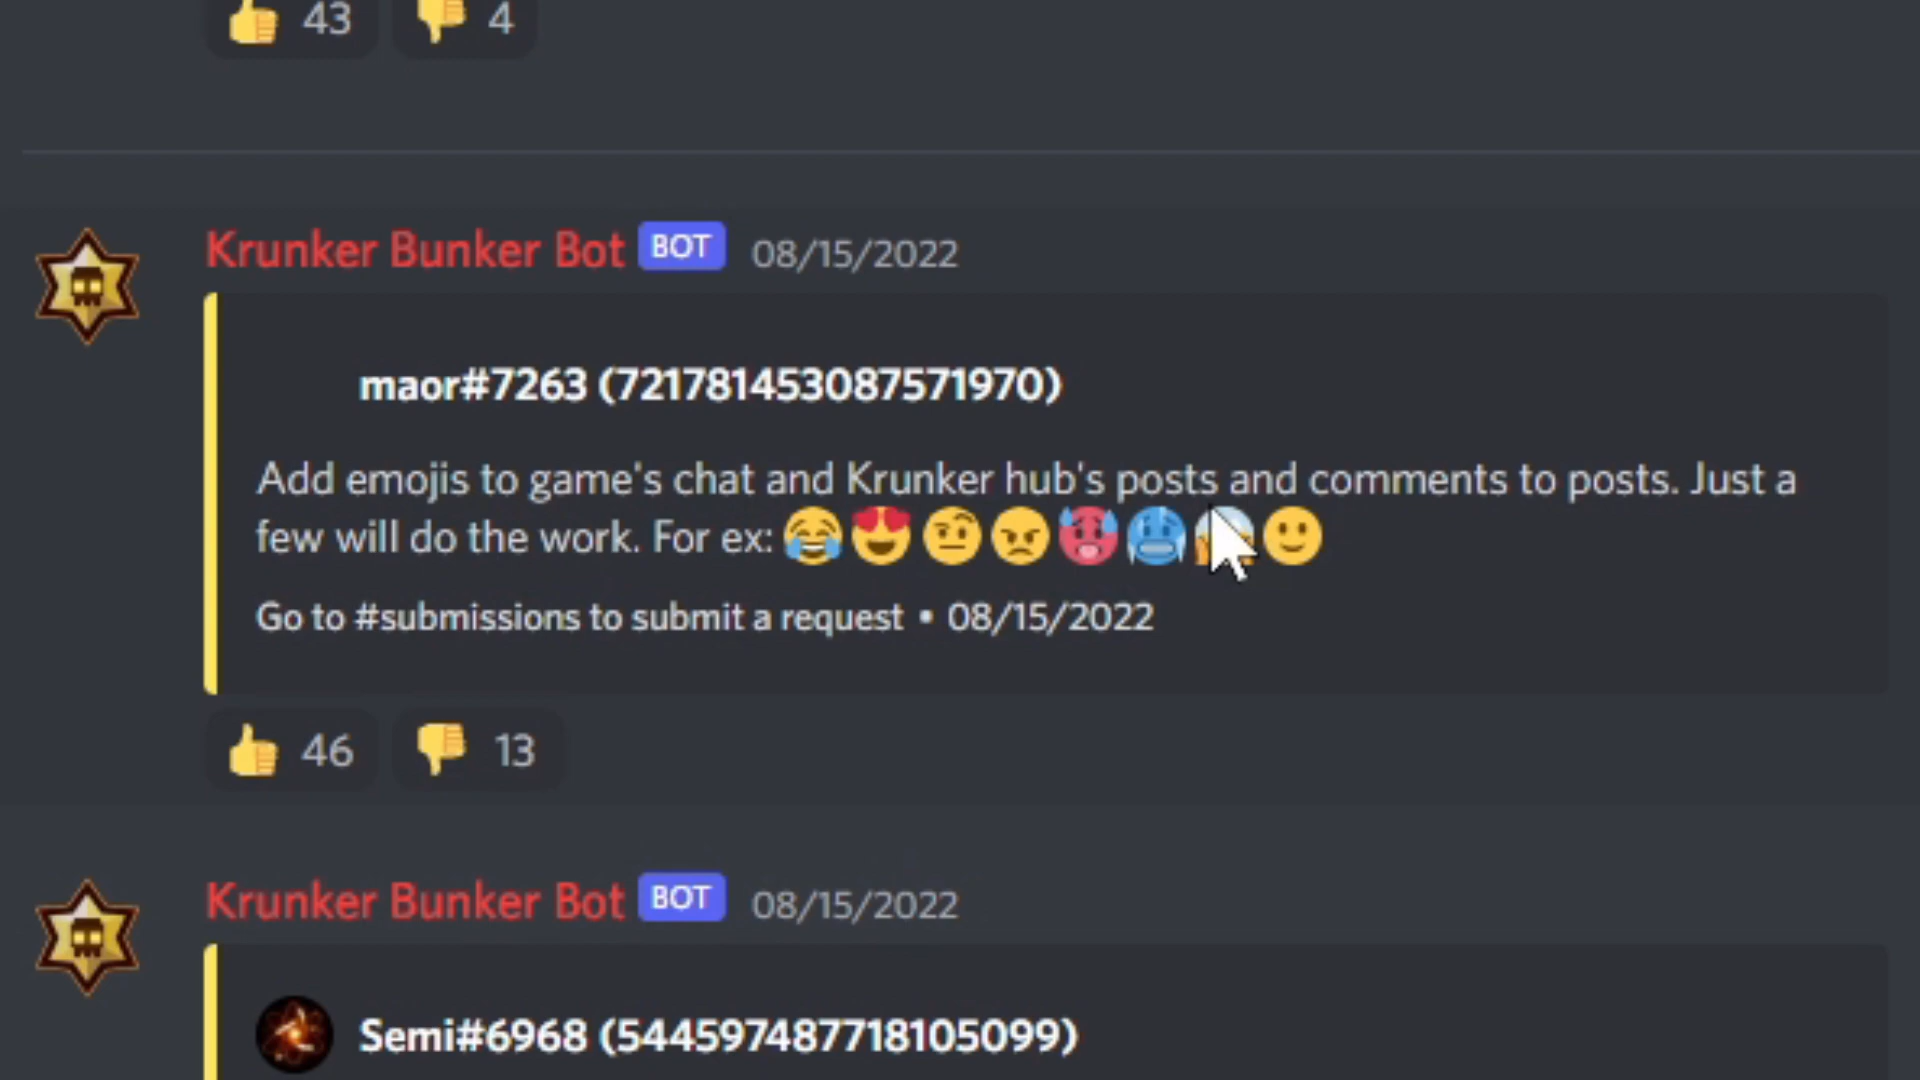 43 4
Krunker Bunker Bot BOT 08/15/2022
maor#7263 (721781453087571970)
Add emojis to game's chat and Krunker hub's posts and comments to posts. Just a
few will do the work. For ex: 😂😍🤨😠🥵🥶😱🙂
Go to #submissions to submit a request • 08/15/2022
46 13
Krunker Bunker Bot BOT 08/15/2022
Semi#6968 (544597487718105099)